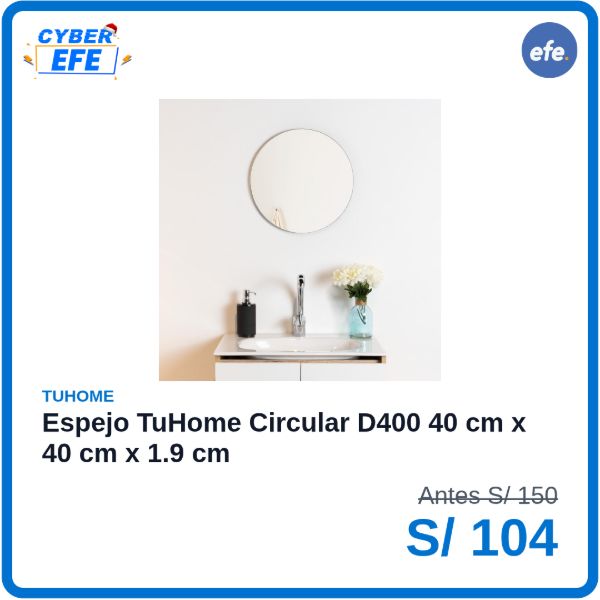 CYBER
EFE
efe.
TUHOME
Espejo TuHome Circular D400 40 cm x
40 cm x 1.9 cm
Antes S/ 150
S/ 104